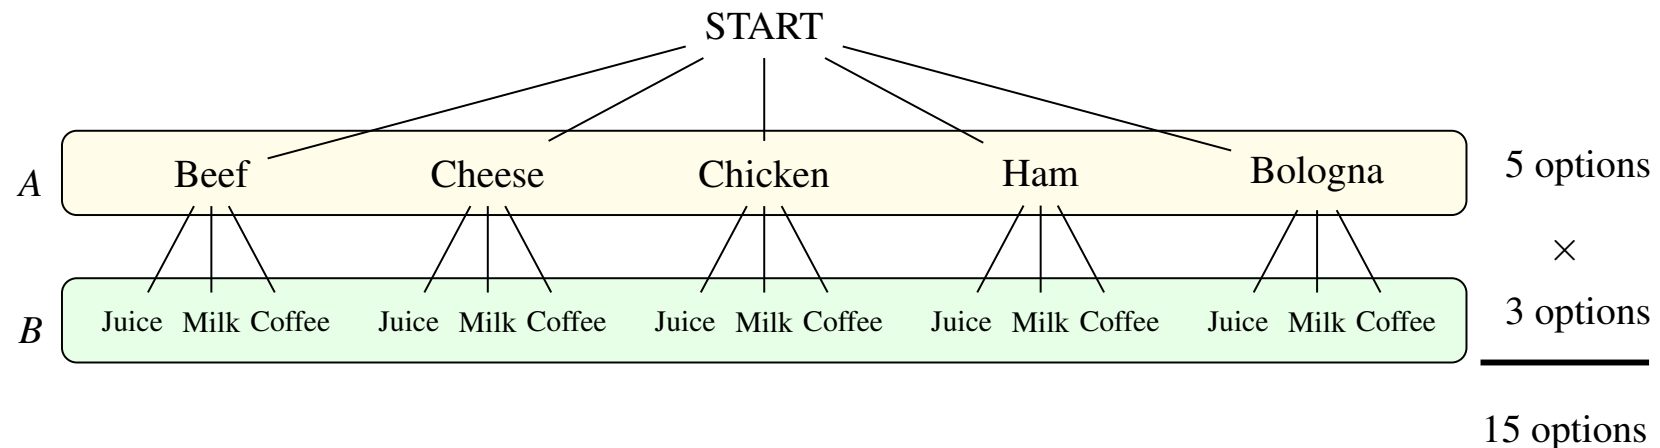 START
A Beef Cheese Chicken Ham Bologna 5 options
×
B Juice Milk Coffee Juice Milk Coffee Juice Milk Coffee Juice Milk Coffee Juice Milk Coffee 3 options
15 options